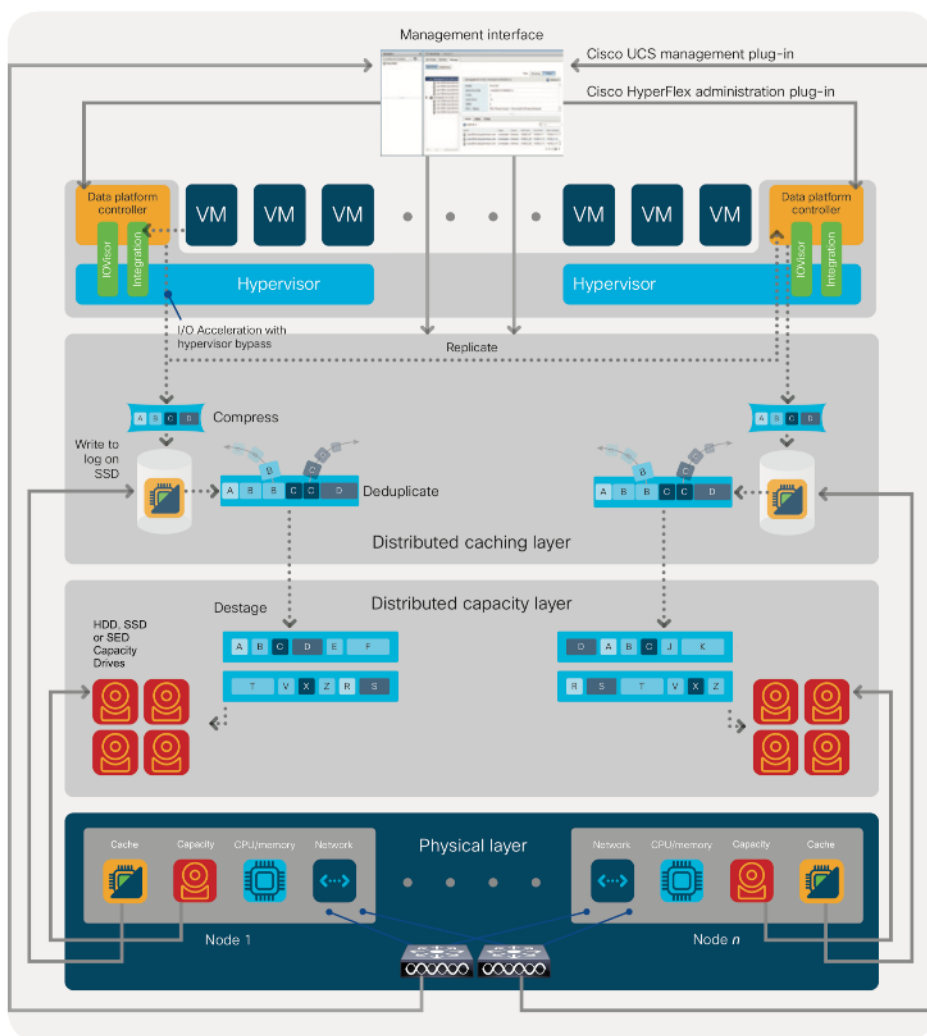 Management interface
Cisco UCS management plug-in
Cisco HyperFlex administration plug-in
Data platform
controller
VM VM VM
VM VM VM
Data platform
controller
IOVisor
Integration
Hypervisor
Hypervisor
IOVisor
Integration
I/O Acceleration with
hypervisor bypass
Replicate
A B C D
Compress
A B C D
Write to
log on
SSD
B
C
D
A B B C C D
Deduplicate
B
C
D
A B B C C D
Distributed caching layer
Destage
Distributed capacity layer
HDD, SSD
or SED
Capacity
Drives
A B C D E F
D A B C J K
T V X Z R S
R S T V X Z
Cache Capacity CPU/memory Network
Physical layer
Network CPU/memory Capacity Cache
Node 1
Node n